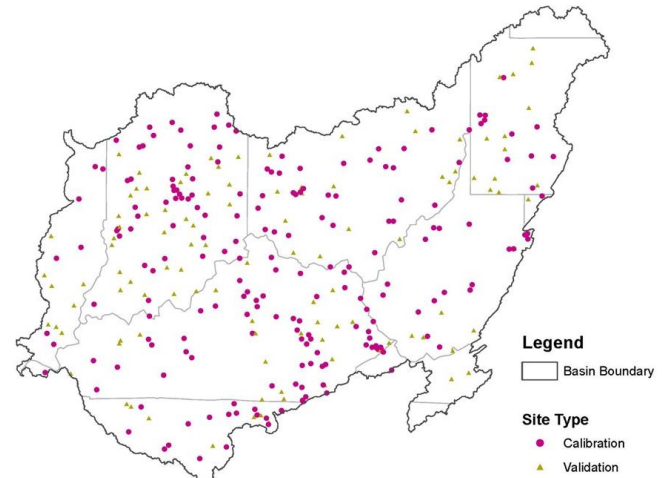 Legend
Basin Boundary
Site Type
Calibration
Validation